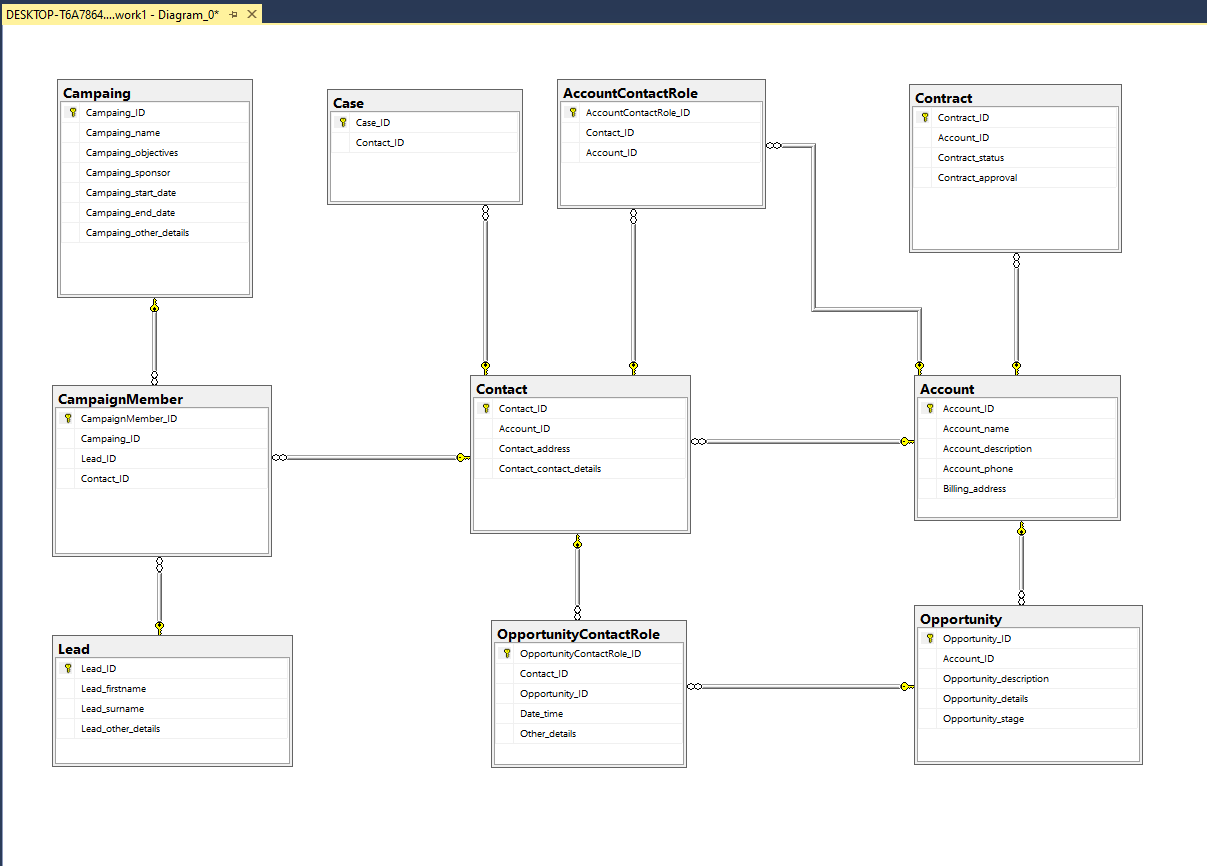 DESKTOP-T6A7864....work1 - Diagram_0*
Campaing
Campaing_ID
Campaing_name
Campaing_objectives
Campaing_sponsor
Campaing_start_date
Campaing_end_date
Campaing_other_details
Case
Case_ID
Contact_ID
AccountContactRole
AccountContactRole_ID
Contact_ID
Account_ID
Contract
Contract_ID
Account_ID
Contract_status
Contract_approval
CampaignMember
CampaignMember_ID
Campaing_ID
Lead_ID
Contact_ID
Contact
Contact_ID
Account_ID
Contact_address
Contact_contact_details
Account
Account_ID
Account_name
Account_description
Account_phone
Billing_address
Lead
Lead_ID
Lead_firstname
Lead_surname
Lead_other_details
OpportunityContactRole
OpportunityContactRole_ID
Contact_ID
Opportunity_ID
Date_time
Other_details
Opportunity
Opportunity_ID
Account_ID
Opportunity_description
Opportunity_details
Opportunity_stage